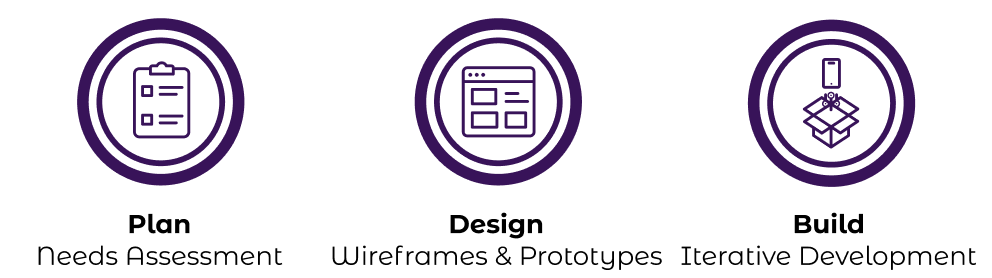 Plan
Needs Assessment
Design
Wireframes & Prototypes
Build
Iterative Development